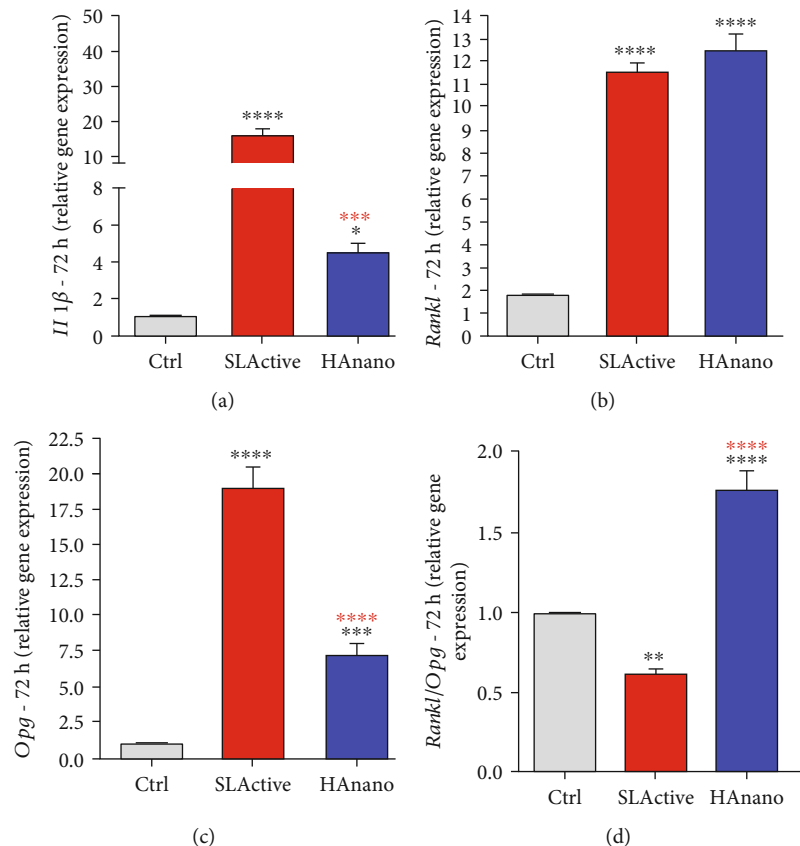 50
40
30
20
10
8
6
4
2
0
Il 1β - 72 h (relative gene expression)
****
***
*
Ctrl
SLActive
HAnano
(a)
14
13
12
11
10
9
8
7
6
5
4
3
2
1
0
Rankl - 72 h (relative gene expression)
****
****
Ctrl
SLActive
HAnano
(b)
22.5
20.0
17.5
15.0
12.5
10.0
7.5
5.0
2.5
0.0
Opg - 72 h (relative gene expression)
****
****
***
Ctrl
SLActive
HAnano
(c)
2.0
1.5
1.0
0.5
0.0
Rankl/Opg - 72 h (relative gene
expression)
**
****
****
Ctrl
SLActive
HAnano
(d)